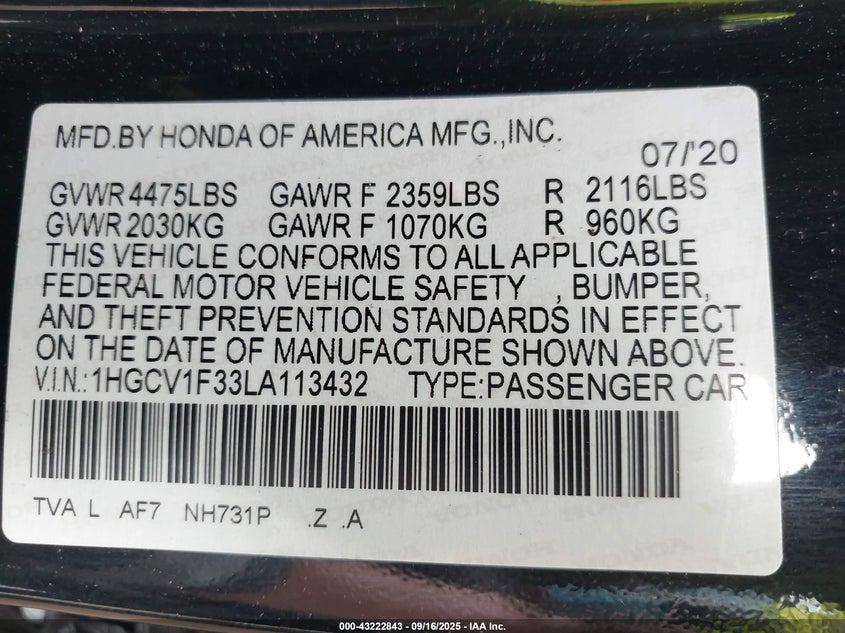 MFD.BY HONDA OF AMERICA MFG.,INC.
07/'20
GVWR 4475LBS GAWR F 2359LBS R 2116LBS
GVWR 2030KG GAWR F 1070KG R 960KG
THIS VEHICLE CONFORMS TO ALL APPLICABLE
FEDERAL MOTOR VEHICLE SAFETY , BUMPER,
AND THEFT PREVENTION STANDARDS IN EFFECT
ON THE DATE OF MANUFACTURE SHOWN ABOVE.
V.I.N.:1HGCV1F33LA113432 TYPE:PASSENGER CAR
TVA L AF7 NH731P .Z .A
000-43222843 - 09/16/2025 - IAA Inc.